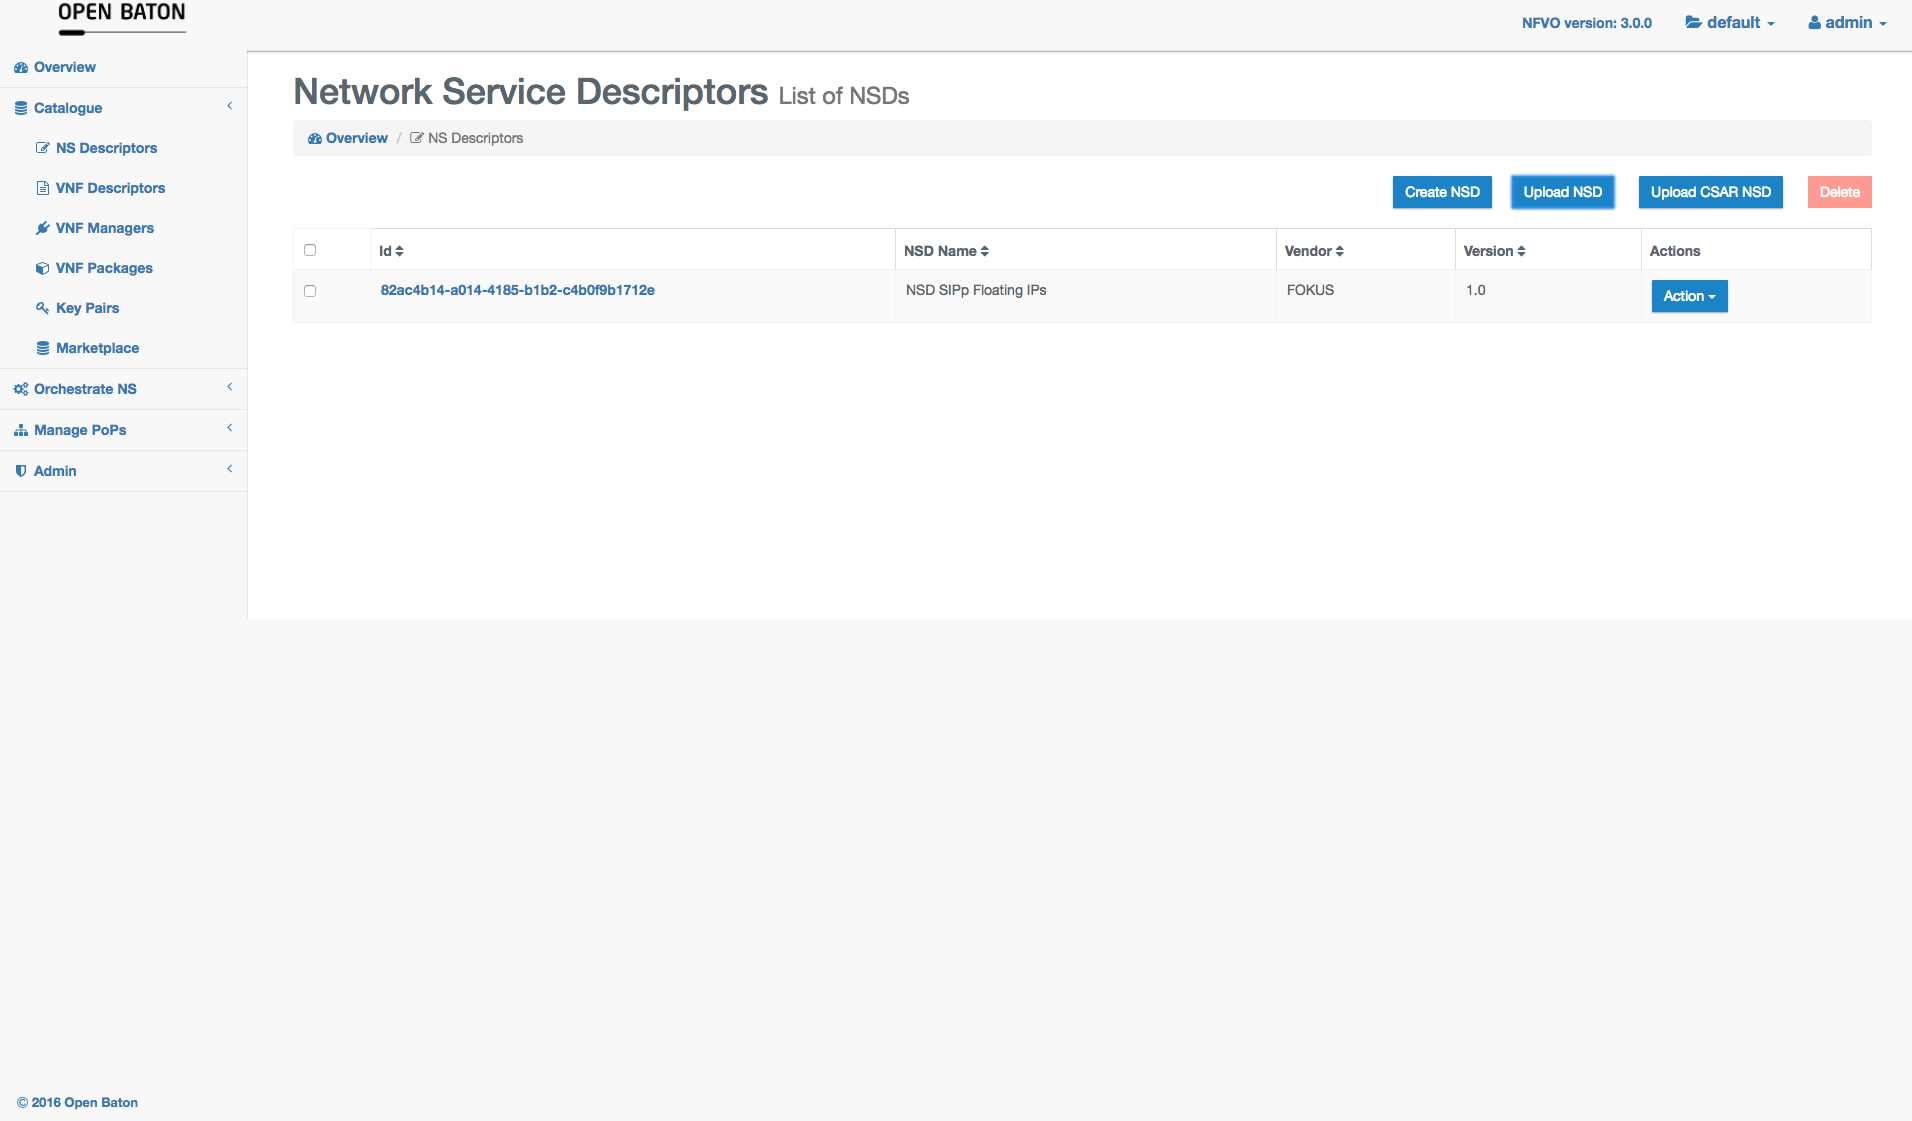 OPEN BATON
NFVO version: 3.0.0
default
admin
Overview
Catalogue
NS Descriptors
VNF Descriptors
VNF Managers
VNF Packages
Key Pairs
Marketplace
Orchestrate NS
Manage PoPs
Admin
Network Service Descriptors List of NSDs
Overview / NS Descriptors
Create NSD
Upload NSD
Upload CSAR NSD
Delete
Id NSD Name Vendor Version Actions
82ac4b14-a014-4185-b1b2-c4b0f9b1712e NSD SIPp Floating IPs FOKUS 1.0 Action
© 2016 Open Baton